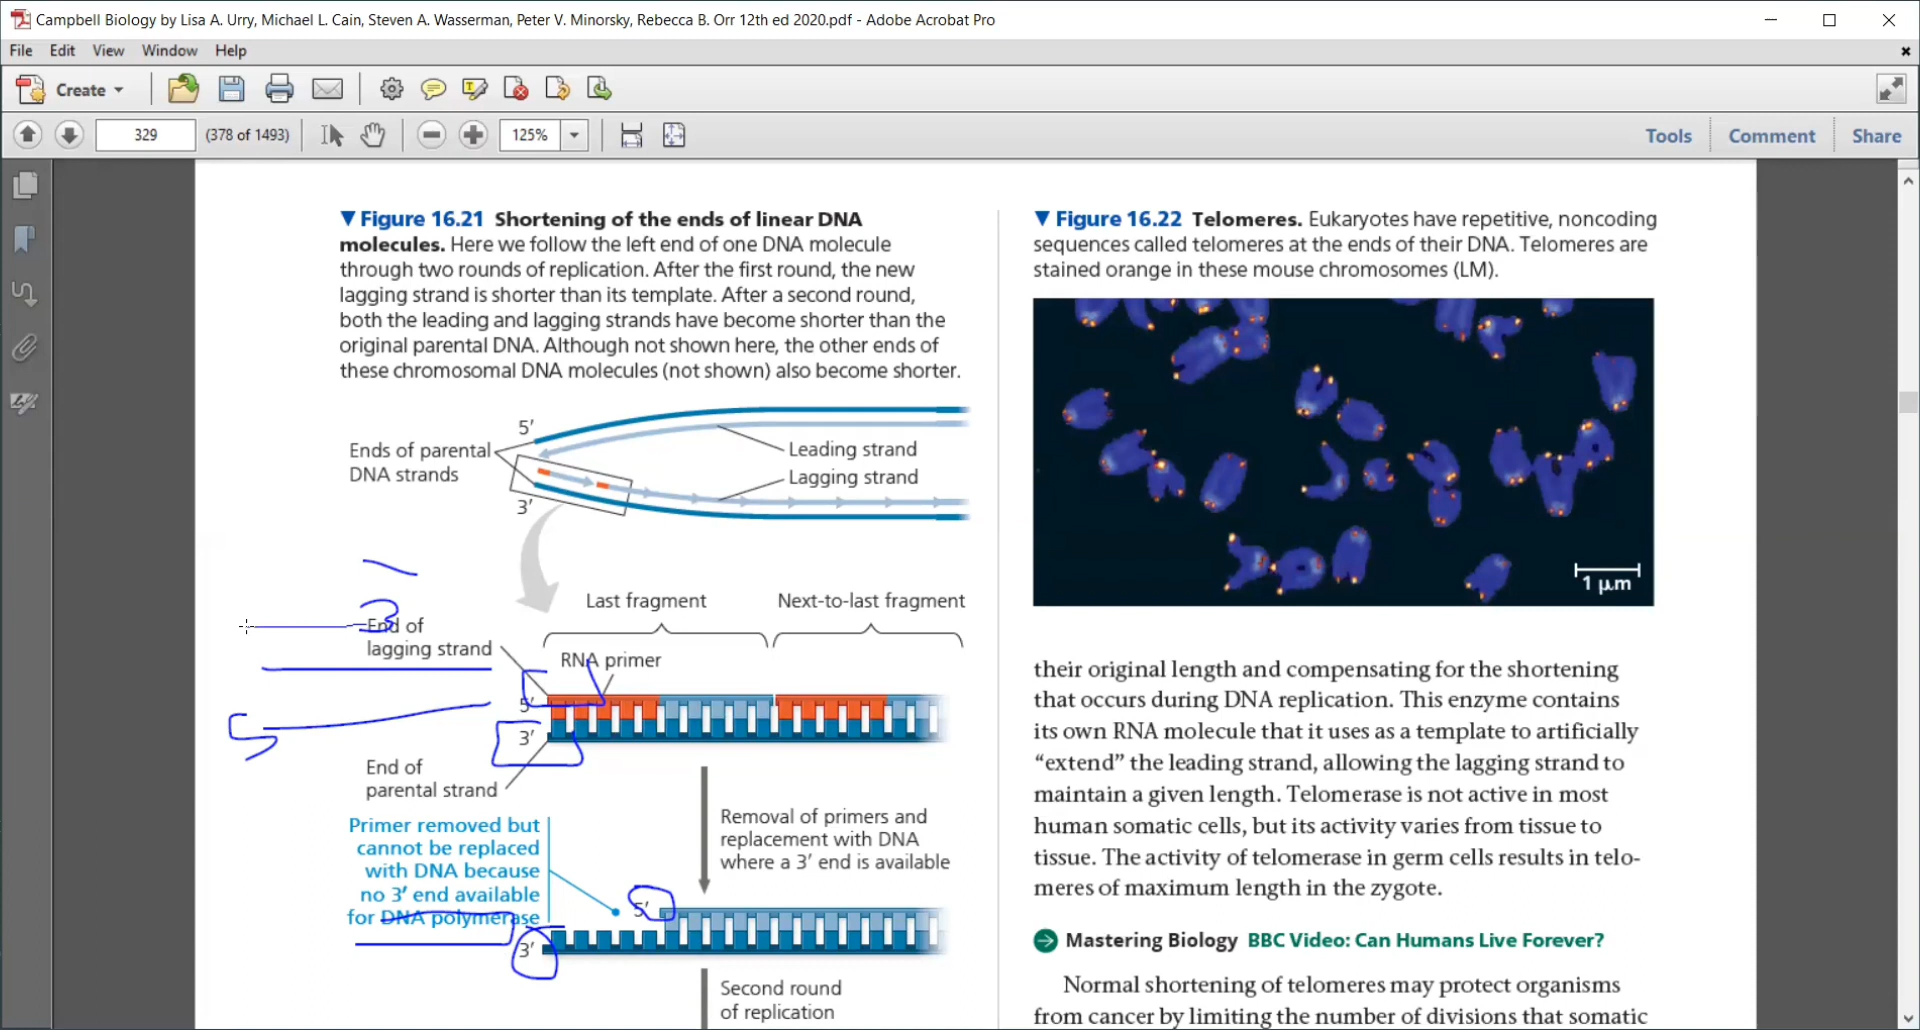 Campbell Biology by Lisa A. Urry, Michael L. Cain, Steven A. Wasserman, Peter V. Minorsky, Rebecca B. Orr 12th ed 2020.pdf - Adobe Acrobat Pro
File Edit View Window Help
Create
329 (378 of 1493) 125% Tools Comment Share
▼ Figure 16.21 Shortening of the ends of linear DNA
molecules. Here we follow the left end of one DNA molecule
through two rounds of replication. After the first round, the new
lagging strand is shorter than its template. After a second round,
both the leading and lagging strands have become shorter than the
original parental DNA. Although not shown here, the other ends of
these chromosomal DNA molecules (not shown) also become shorter.
5′
Ends of parental
DNA strands
Leading strand
Lagging strand
3′
Last fragment
Next-to-last fragment
3
End of
lagging strand
RNA primer
5′
5
3′
End of
parental strand
Removal of primers and
replacement with DNA
where a 3′ end is available
Primer removed but
cannot be replaced
with DNA because
no 3′ end available
for DNA polymerase
5′
3′
Second round
of replication
▼ Figure 16.22 Telomeres. Eukaryotes have repetitive, noncoding
sequences called telomeres at the ends of their DNA. Telomeres are
stained orange in these mouse chromosomes (LM).
1 μm
their original length and compensating for the shortening
that occurs during DNA replication. This enzyme contains
its own RNA molecule that it uses as a template to artificially
“extend” the leading strand, allowing the lagging strand to
maintain a given length. Telomerase is not active in most
human somatic cells, but its activity varies from tissue to
tissue. The activity of telomerase in germ cells results in telo-
meres of maximum length in the zygote.
Mastering Biology BBC Video: Can Humans Live Forever?
Normal shortening of telomeres may protect organisms
from cancer by limiting the number of divisions that somatic